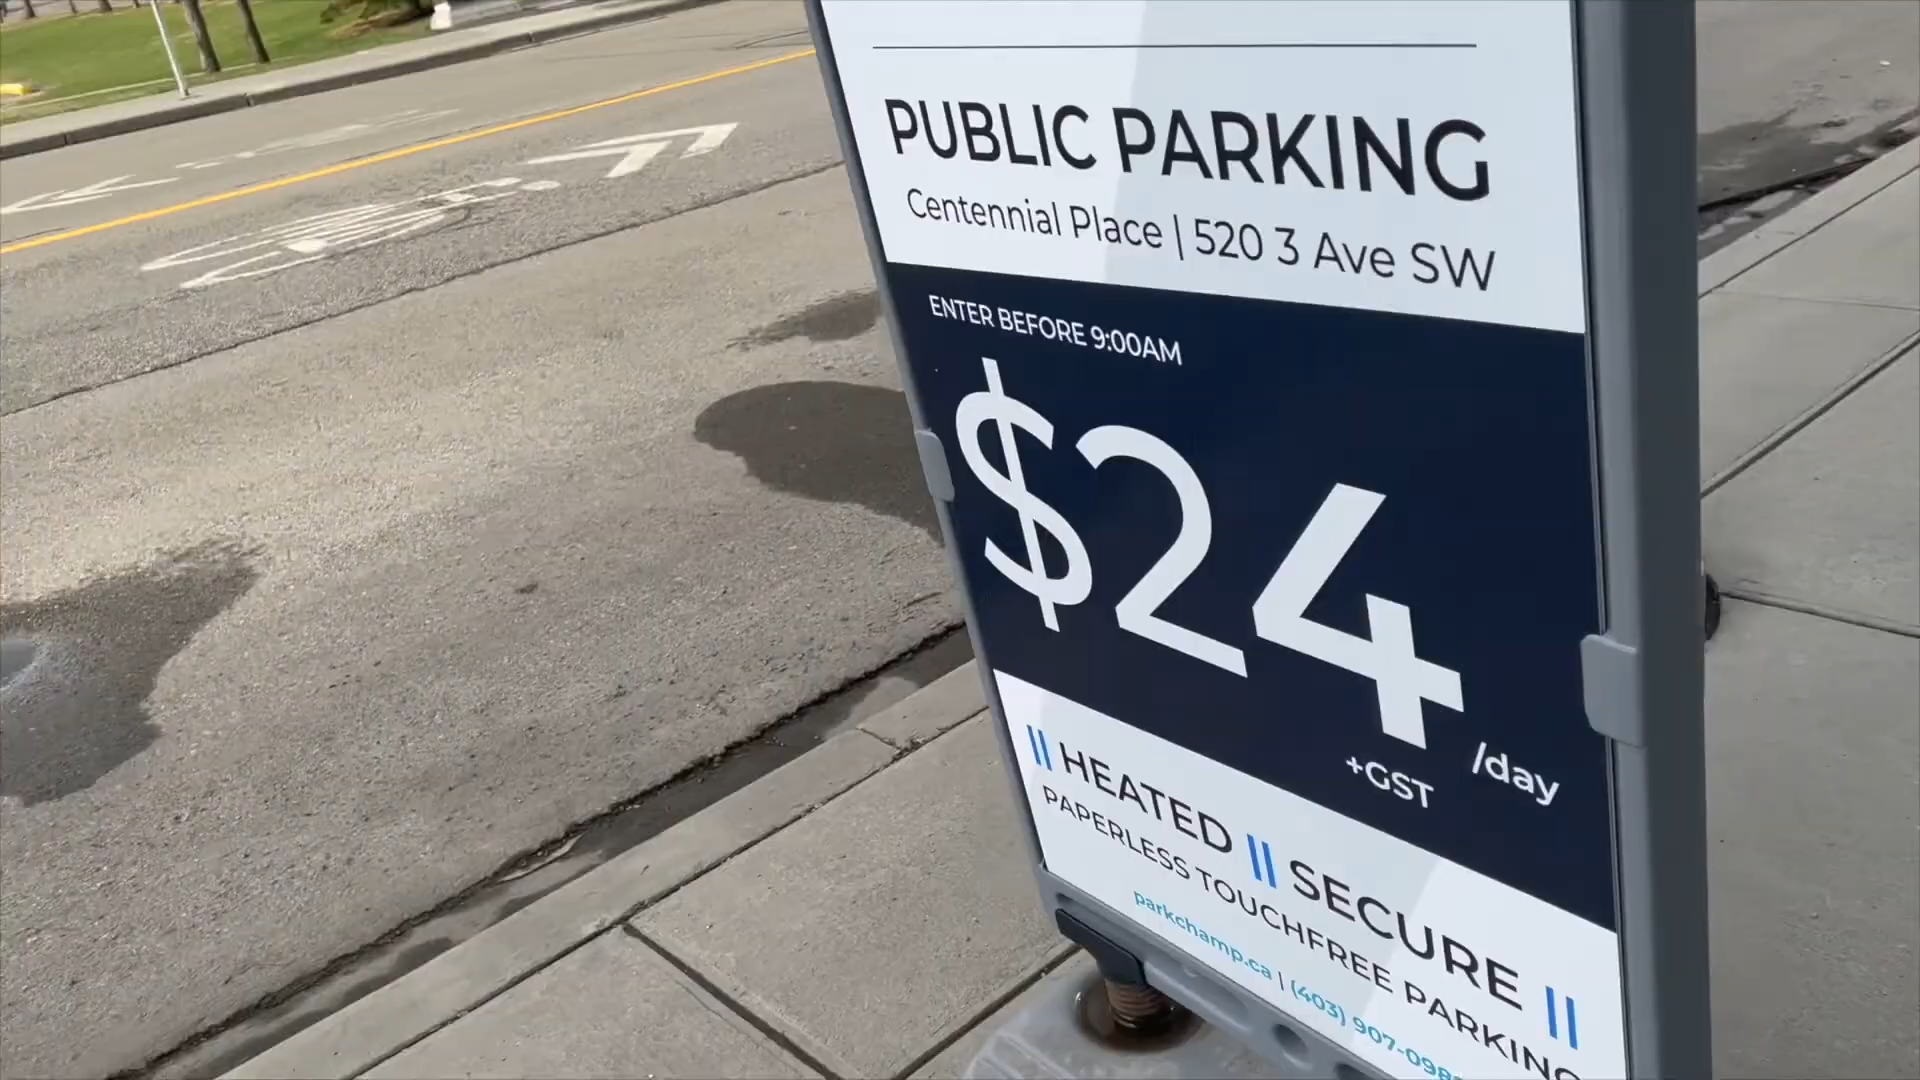 PUBLIC PARKING
Centennial Place | 520 3 Ave SW
ENTER BEFORE 9:00AM
$24
+GST /day
|| HEATED || SECURE ||
PAPERLESS TOUCHFREE PARKING
parkchamp.ca | (403) 907-098